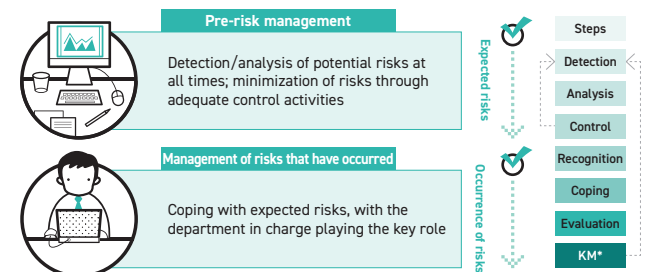 Pre-risk management
Detection/analysis of potential risks at
all times; minimization of risks through
adequate control activities
Expected risks
Management of risks that have occurred
Coping with expected risks, with the
department in charge playing the key role
Occurrence of risks
Steps
Detection
Analysis
Control
Recognition
Coping
Evaluation
KM*